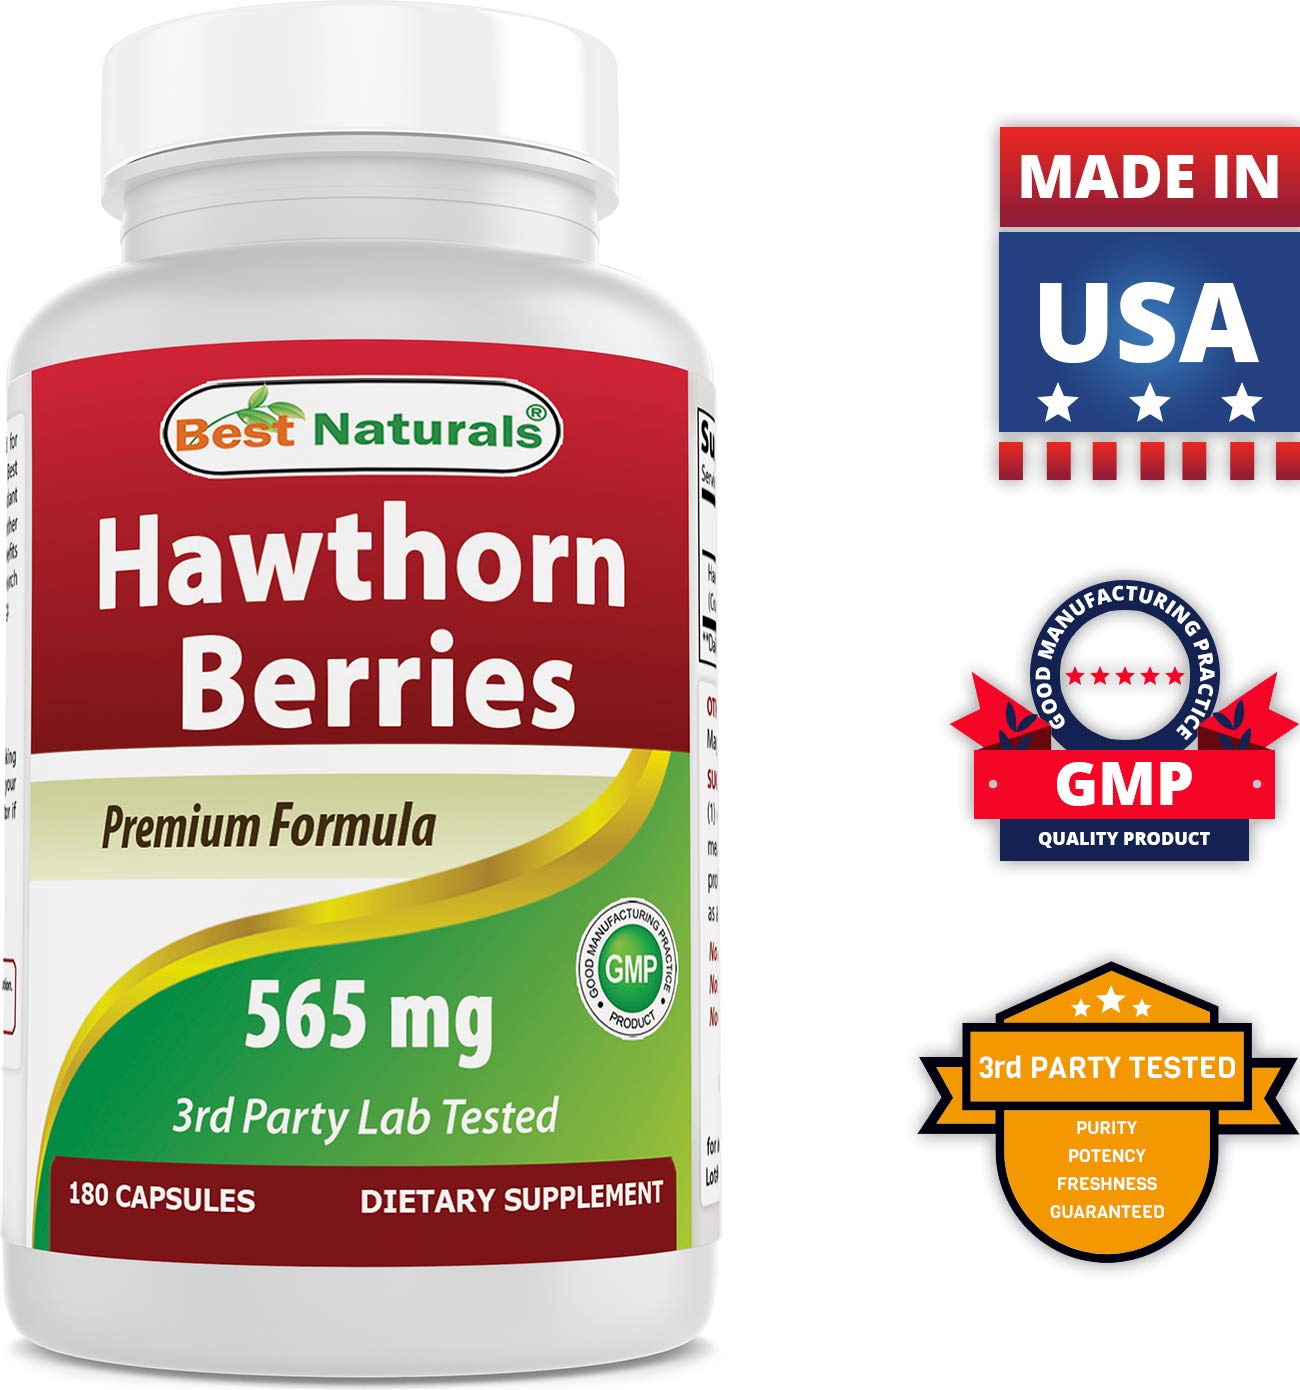 Best Naturals®
Hawthorn
Berries
Premium Formula
565 mg
3rd Party Lab Tested
GOOD MANUFACTURING PRACTICE
GMP
PRODUCT
180 CAPSULES
DIETARY SUPPLEMENT
MADE IN
USA
GOOD MANUFACTURING PRACTICE
GMP
QUALITY PRODUCT
3rd PARTY TESTED
PURITY
POTENCY
FRESHNESS
GUARANTEED